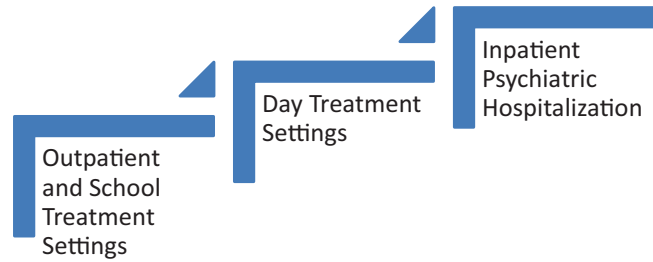 Outpatient
and School
Treatment
Settings
Day Treatment
Settings
Inpatient
Psychiatric
Hospitalization